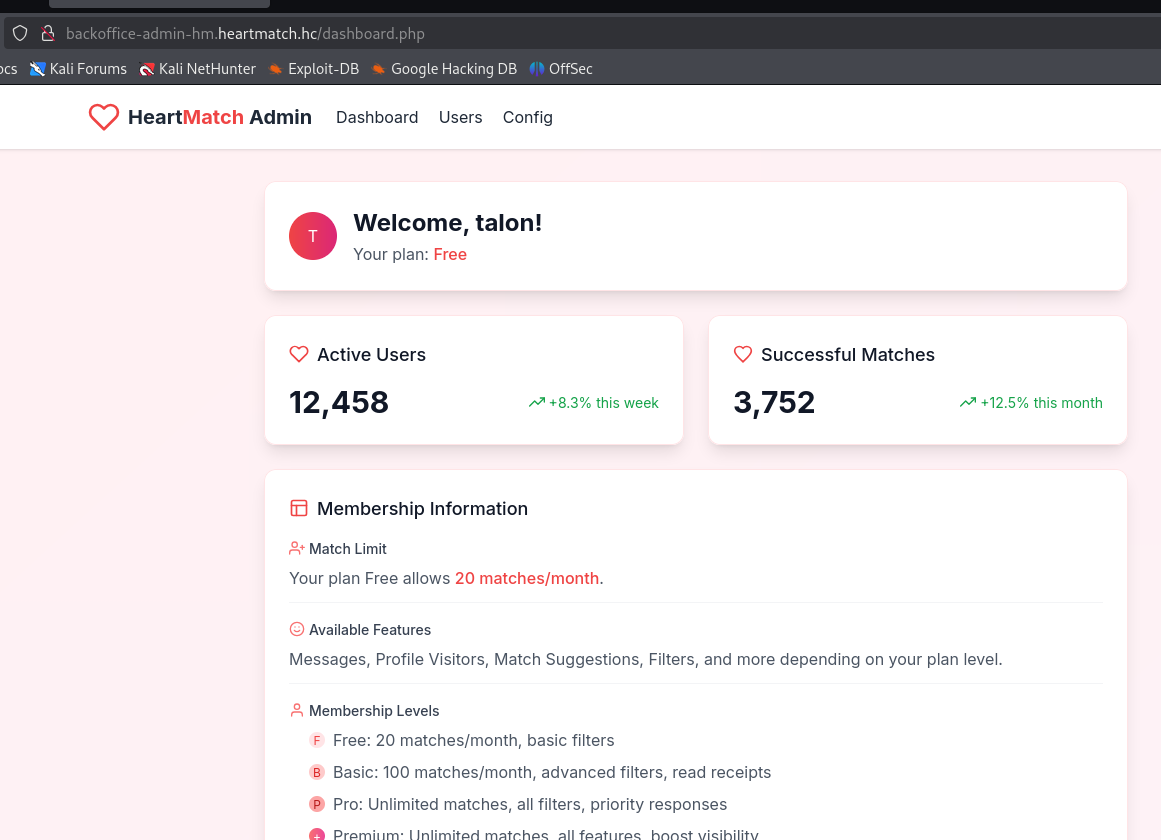 backoffice-admin-hm.heartmatch.hc/dashboard.php
ocs Kali Forums Kali NetHunter Exploit-DB Google Hacking DB OffSec
HeartMatch Admin Dashboard Users Config
T
Welcome, talon!
Your plan: Free
Active Users
12,458
+8.3% this week
Successful Matches
3,752
+12.5% this month
Membership Information
Match Limit
Your plan Free allows 20 matches/month.
Available Features
Messages, Profile Visitors, Match Suggestions, Filters, and more depending on your plan level.
Membership Levels
F Free: 20 matches/month, basic filters
B Basic: 100 matches/month, advanced filters, read receipts
P Pro: Unlimited matches, all filters, priority responses
+ Premium: Unlimited matches, all features, boost visibility